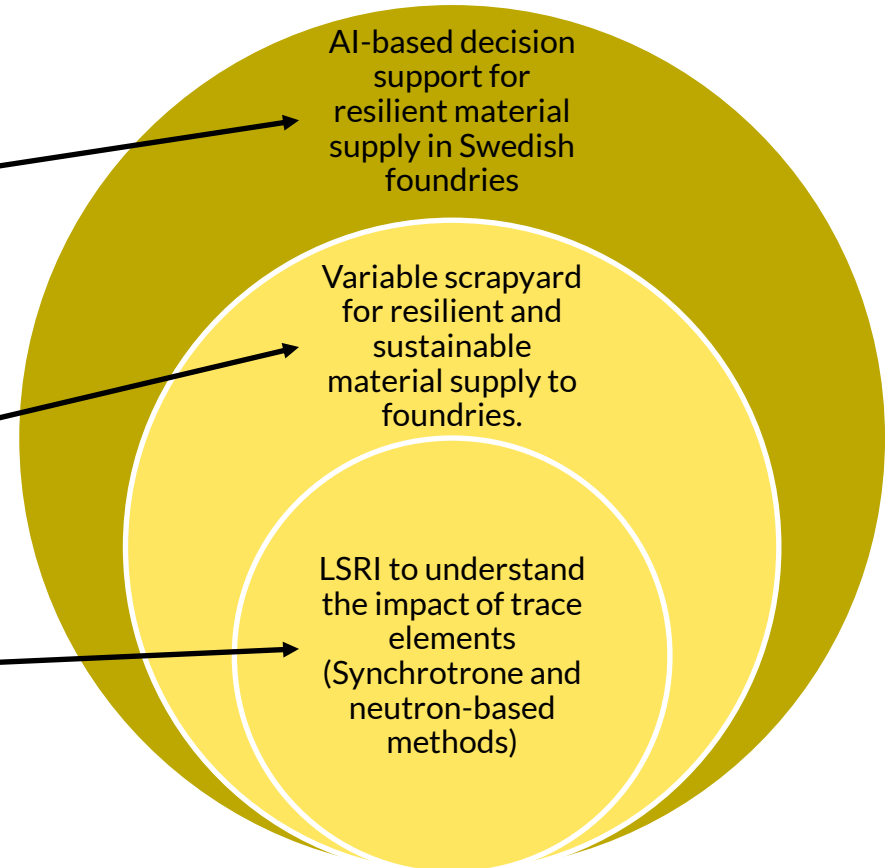 AI-based decision
support for
resilient material
supply in Swedish
foundries
Variable scrapyard
for resilient and
sustainable
material supply to
foundries.
LSRI to understand
the impact of trace
elements
(Synchrotrone and
neutron-based
methods)